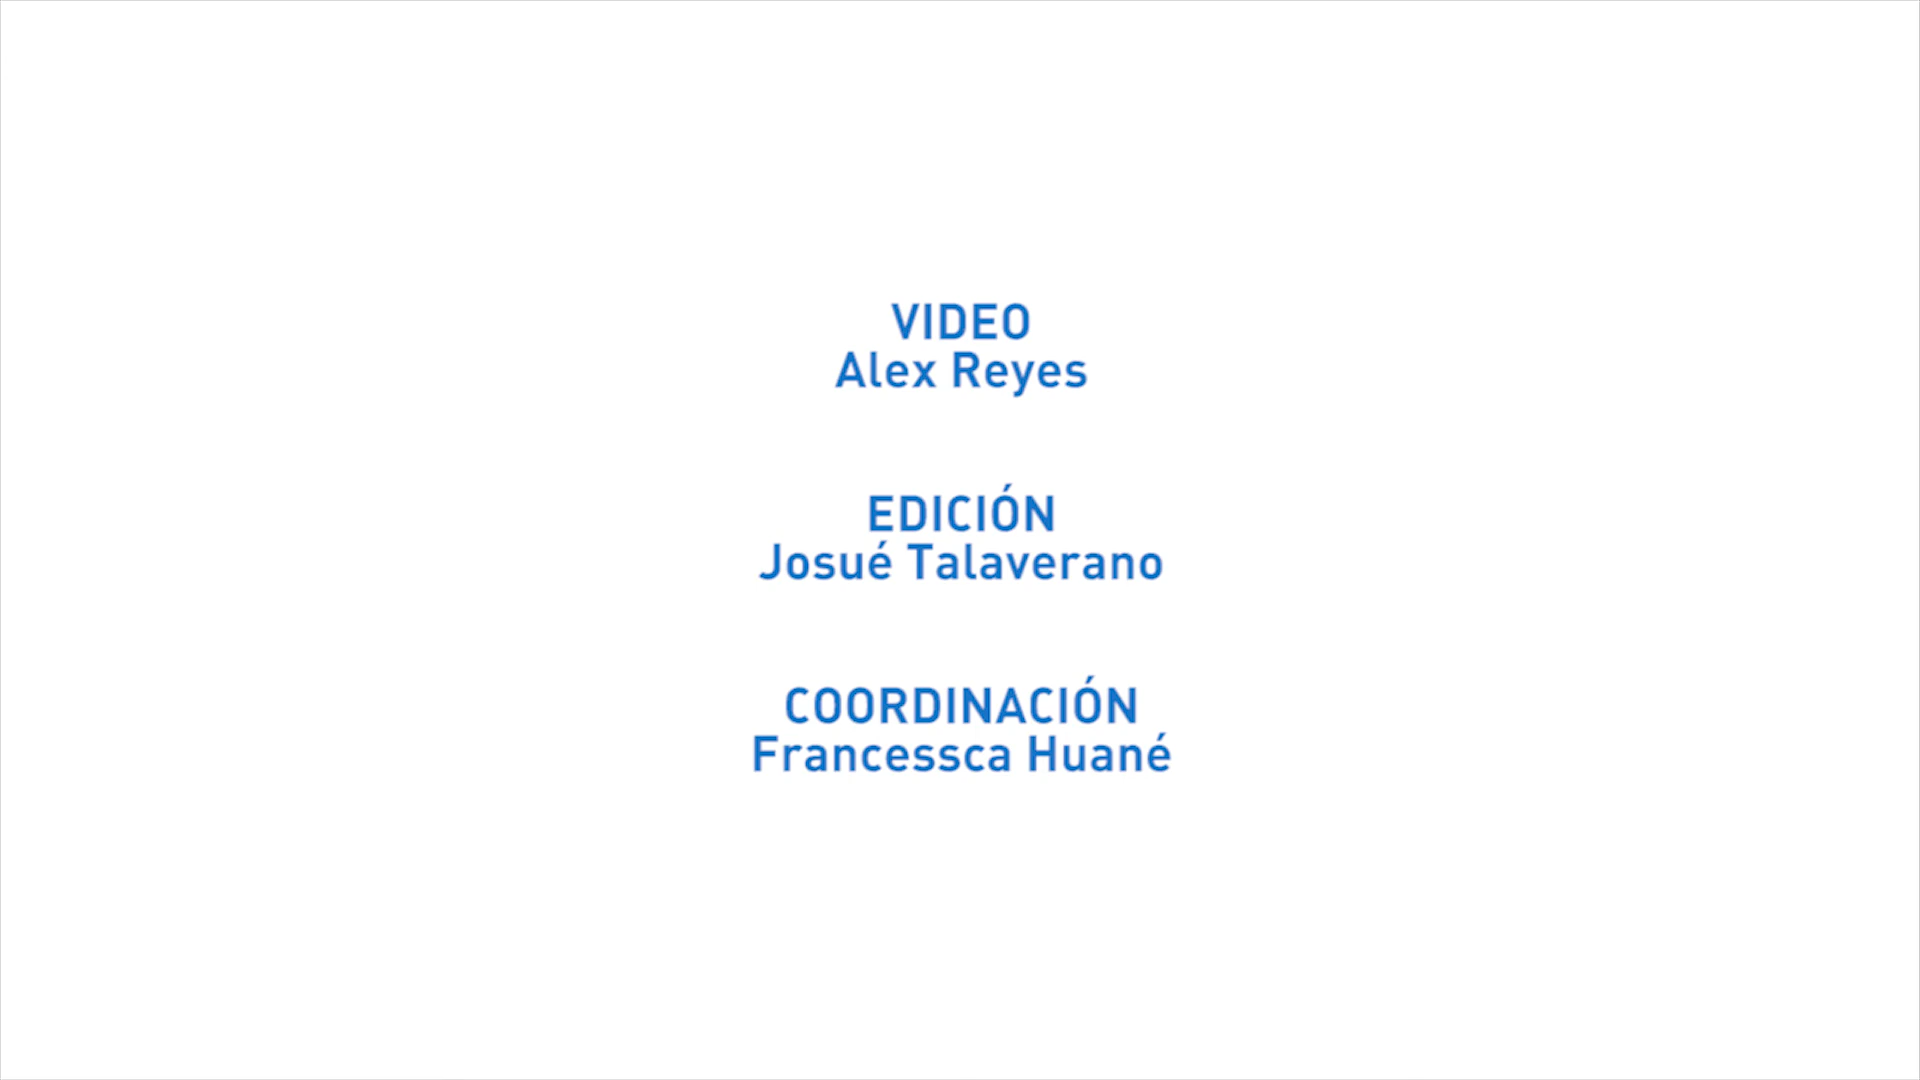 VIDEO
Alex Reyes
EDICIÓN
Josué Talaverano
COORDINACIÓN
Francessca Huané